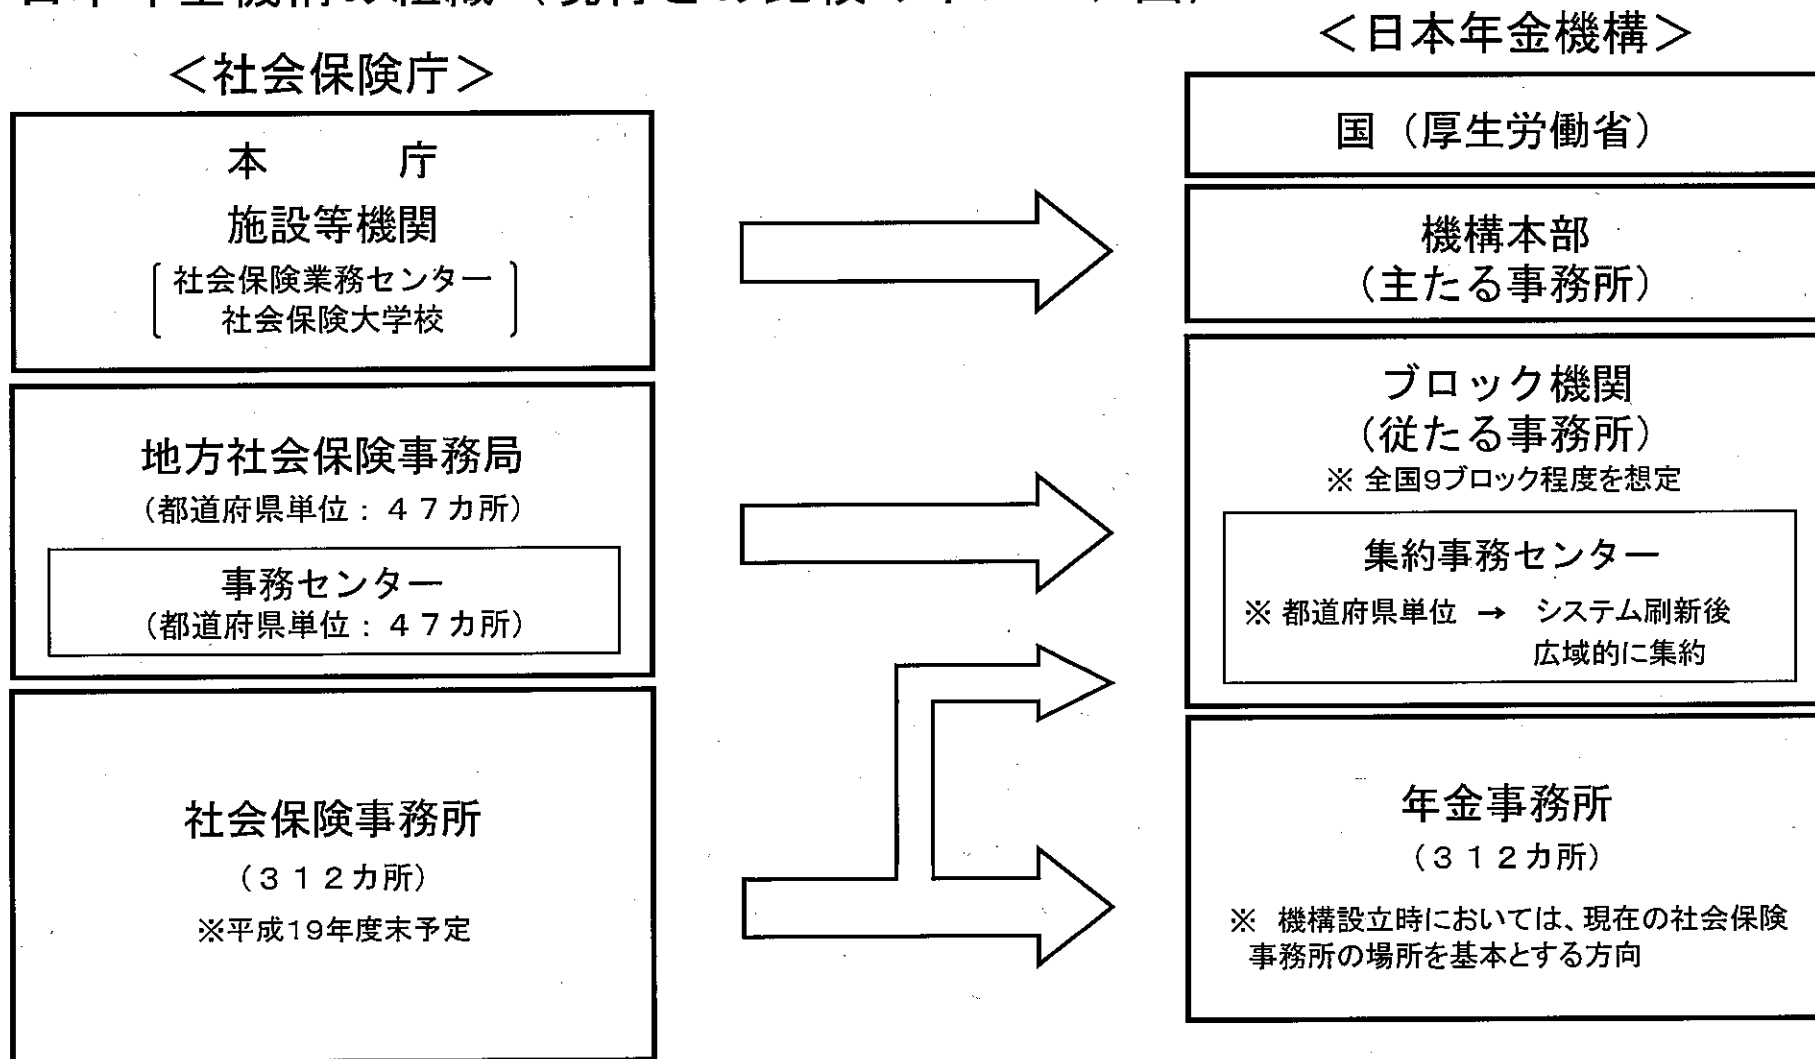 ＜社会保険庁＞
本　　　庁
施設等機関
社会保険業務センター
社会保険大学校
地方社会保険事務局
（都道府県単位：４７カ所）
事務センター
（都道府県単位：４７カ所）
社会保険事務所
（３１２カ所）
※平成19年度末予定
＜日本年金機構＞
国（厚生労働省）
機構本部
（主たる事務所）
ブロック機関
（従たる事務所）
※ 全国9ブロック程度を想定
集約事務センター
※ 都道府県単位 → システム刷新後
広域的に集約
年金事務所
（３１２カ所）
※ 機構設立時においては、現在の社会保険
事務所の場所を基本とする方向